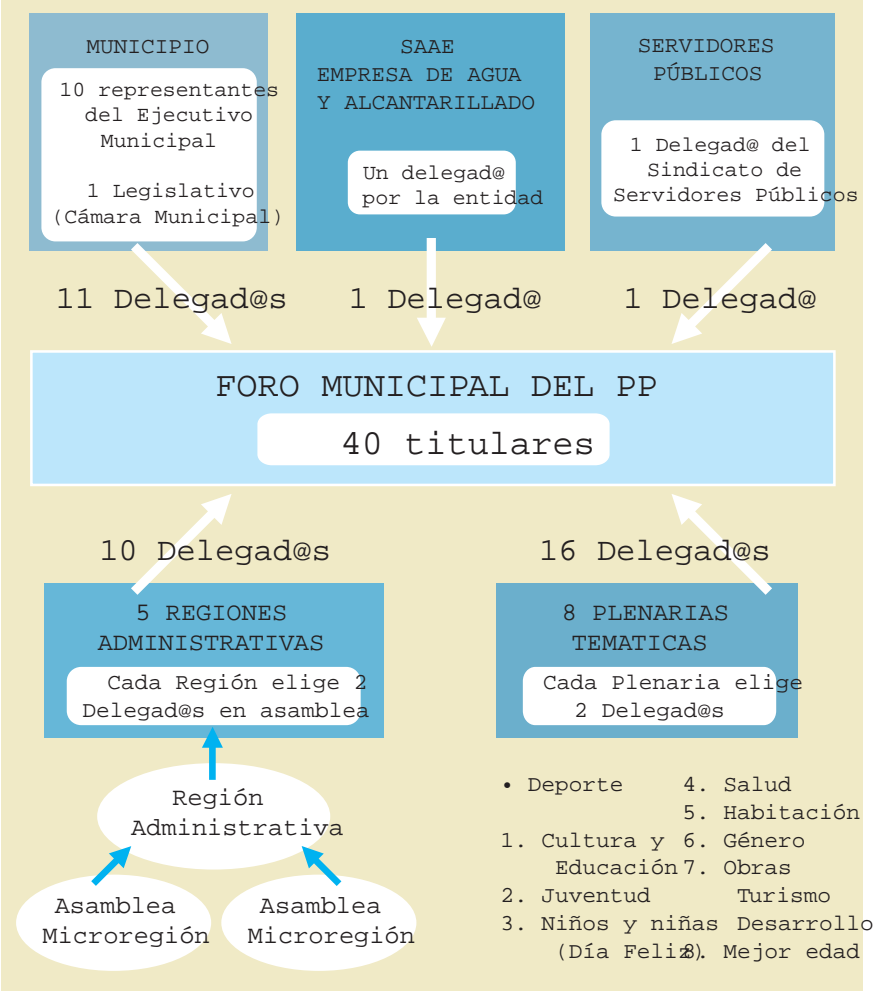 MUNICIPIO
10 representantes
del Ejecutivo
Municipal
1 Legislativo
(Cámara Municipal)
SAAE
EMPRESA DE AGUA
Y ALCANTARILLADO
Un delegad@
por la entidad
SERVIDORES
PÚBLICOS
1 Delegad@ del
Sindicato de
Servidores Públicos
11 Delegad@s
1 Delegad@
1 Delegad@
FORO MUNICIPAL DEL PP
40 titulares
10 Delegad@s
16 Delegad@s
5 REGIONES
ADMINISTRATIVAS
Cada Región elige 2
Delegad@s en asamblea
Región
Administrativa
Asamblea
Microregión
Asamblea
Microregión
8 PLENARIAS
TEMATICAS
Cada Plenaria elige
2 Delegad@s
• Deporte
1. Cultura y
Educación
2. Juventud
3. Niños y niñas
(Día Feliz).
4. Salud
5. Habitación
6. Género
7. Obras
Turismo
Desarrollo
8. Mejor edad